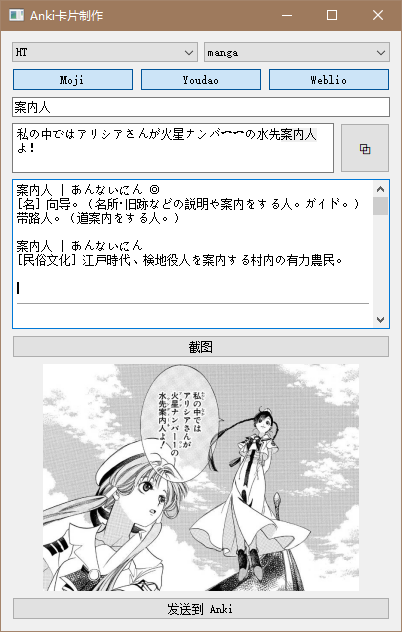 Anki卡片制作
HT
manga
Moji
Youdao
Weblio
案内人
私の中ではアリシアさんが火星ナンバー一の水先案内人
よ！
案内人 | あんないにん ◎
[名] 向导。（名所·旧跡などの説明や案内をする人。ガイド。）
带路人。（道案内をする人。）
案内人 | あんないにん
[民俗文化] 江戸時代、検地役人を案内する村内の有力農民。
截图
私の中では
アリシアさんが
火星ナンバー1の
水先案内人よ！
发送到 Anki